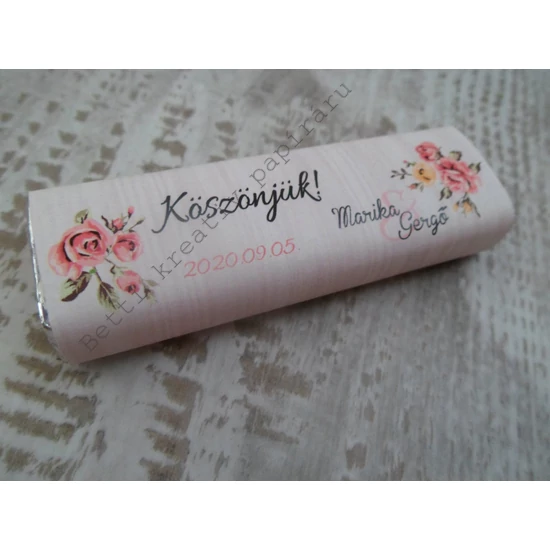 Köszönjük!
2020.09.05.
Marika
&
Gergő
Betti kreatív papíráru